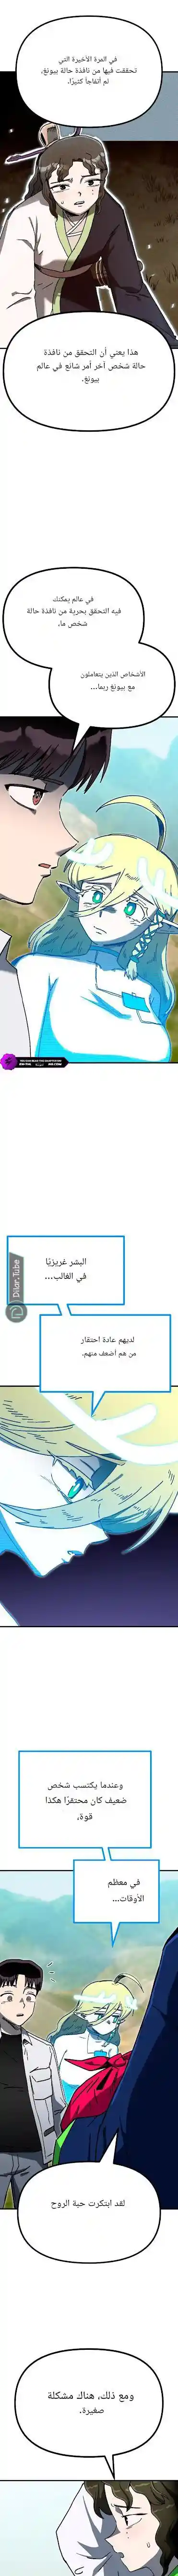 في المرة الأخيرة التي
تحققت فيها من نافذة حالة بيونغ،
لم أتفاجأ كثيرًا.
هذا يعني أن التحقق من نافذة
حالة شخص آخر أمر شائع في عالم
بيونغ.
في عالم يمكنك
فيه التحقق بحرية من نافذة حالة
شخص ما،
الأشخاص الذين يتعاملون
مع بيونغ ربما...
البشر غريزيًا
في الغالب...
Dilar.Tube
لديهم عادة احتقار
من هم أضعف منهم.
وعندما يكتسب شخص
ضعيف كان محتقرًا هكذا
قوة،
في معظم
الأوقات...
لقد ابتكرت حبة الروح
ومع ذلك، هناك مشكلة
صغيرة.